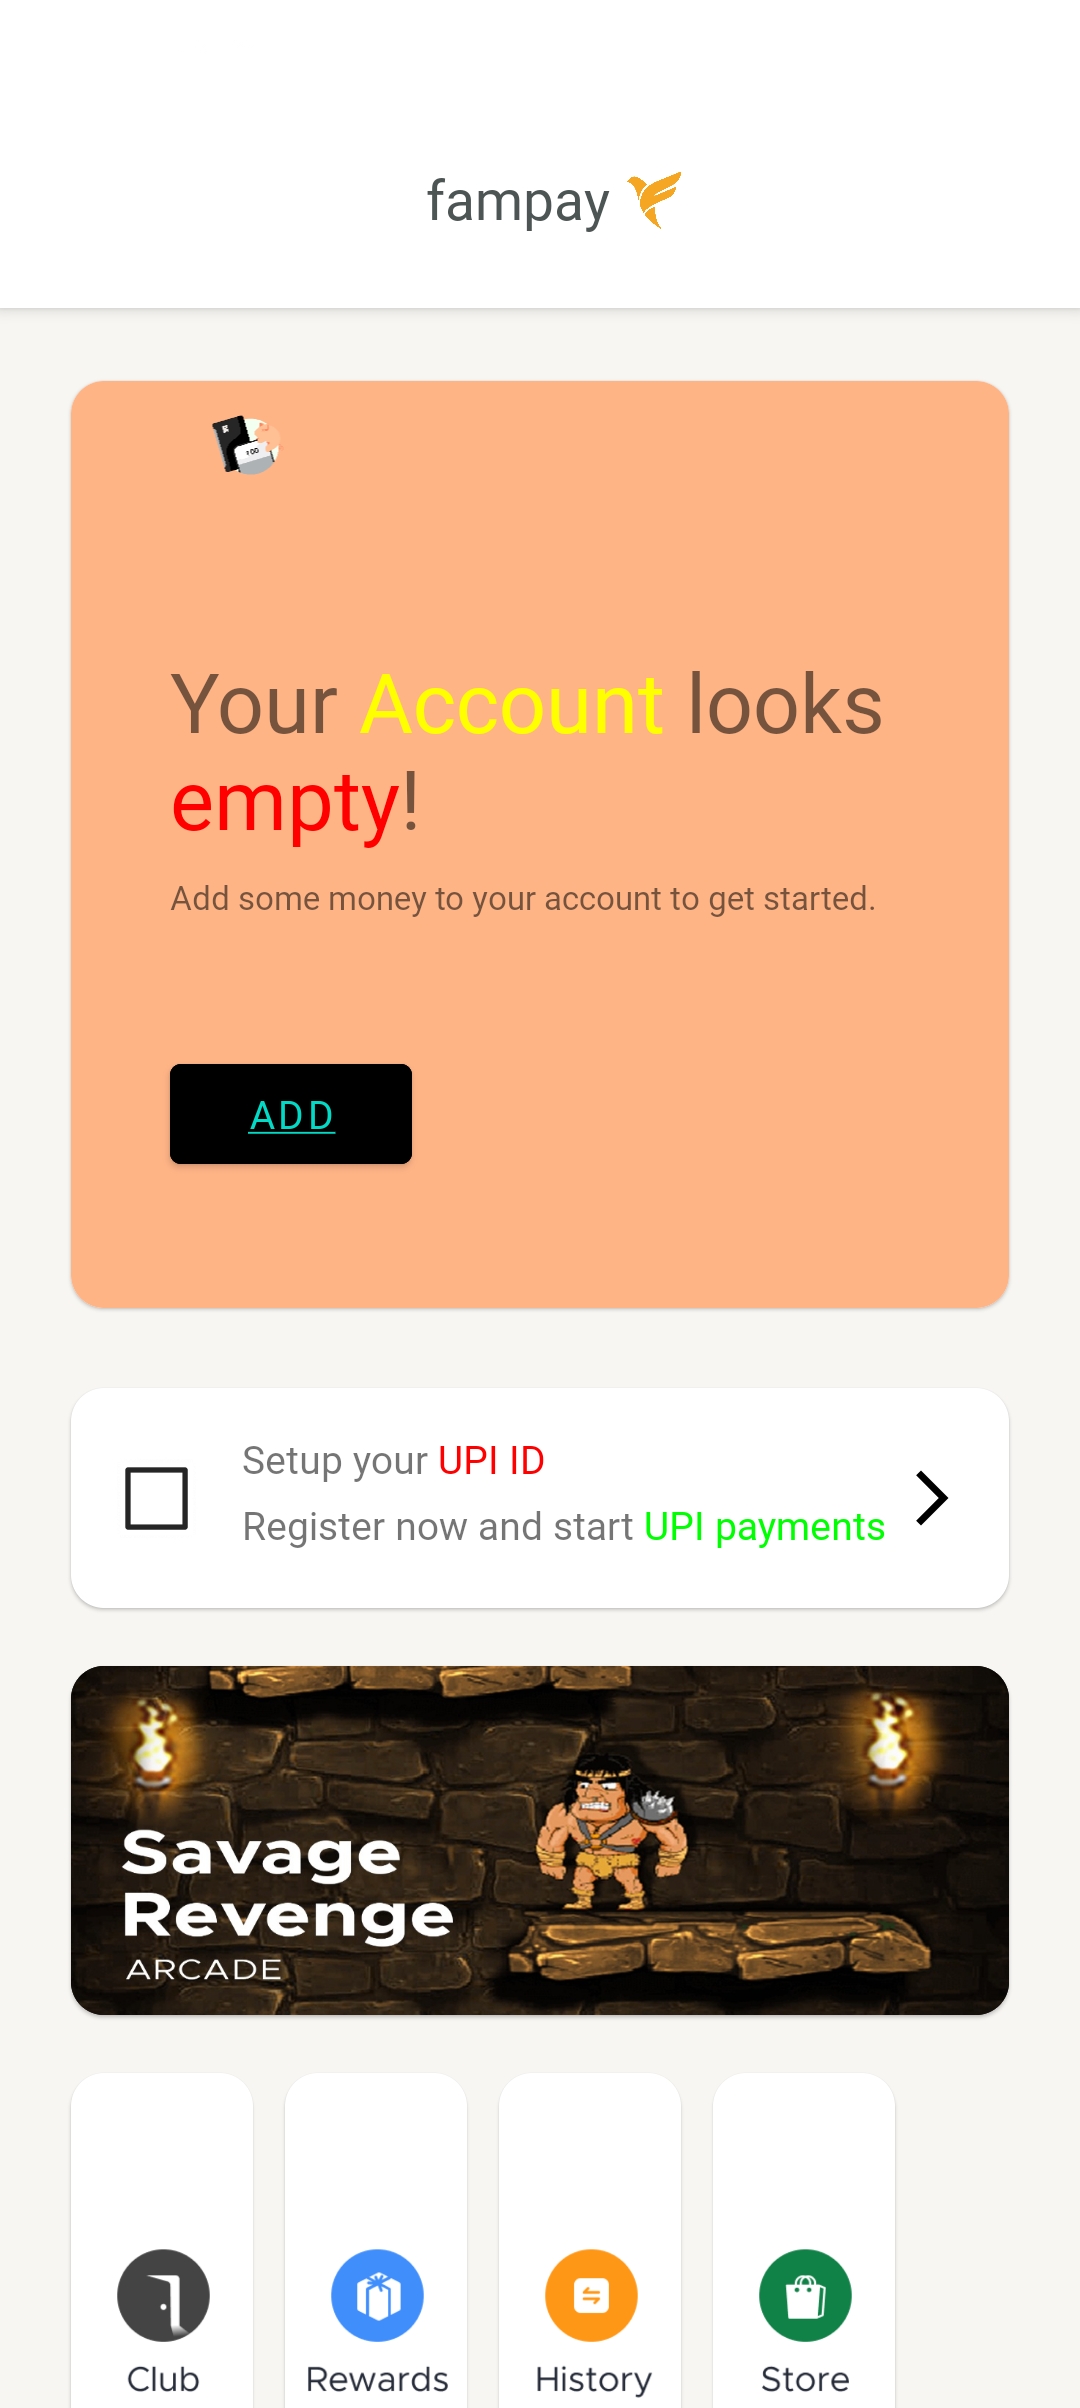 fampay
Your Account looks
empty!
Add some money to your account to get started.
ADD
Setup your UPI ID
Register now and start UPI payments
Savage
Revenge
ARCADE
Club
Rewards
History
Store